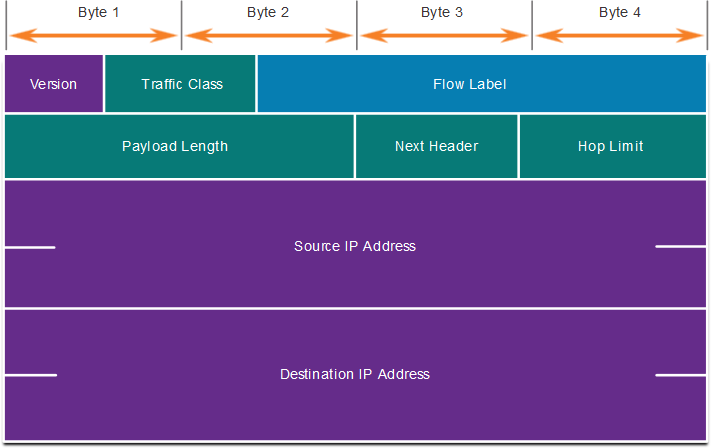 Byte 1 Byte 2 Byte 3 Byte 4
Version Traffic Class Flow Label
Payload Length Next Header Hop Limit
Source IP Address
Destination IP Address